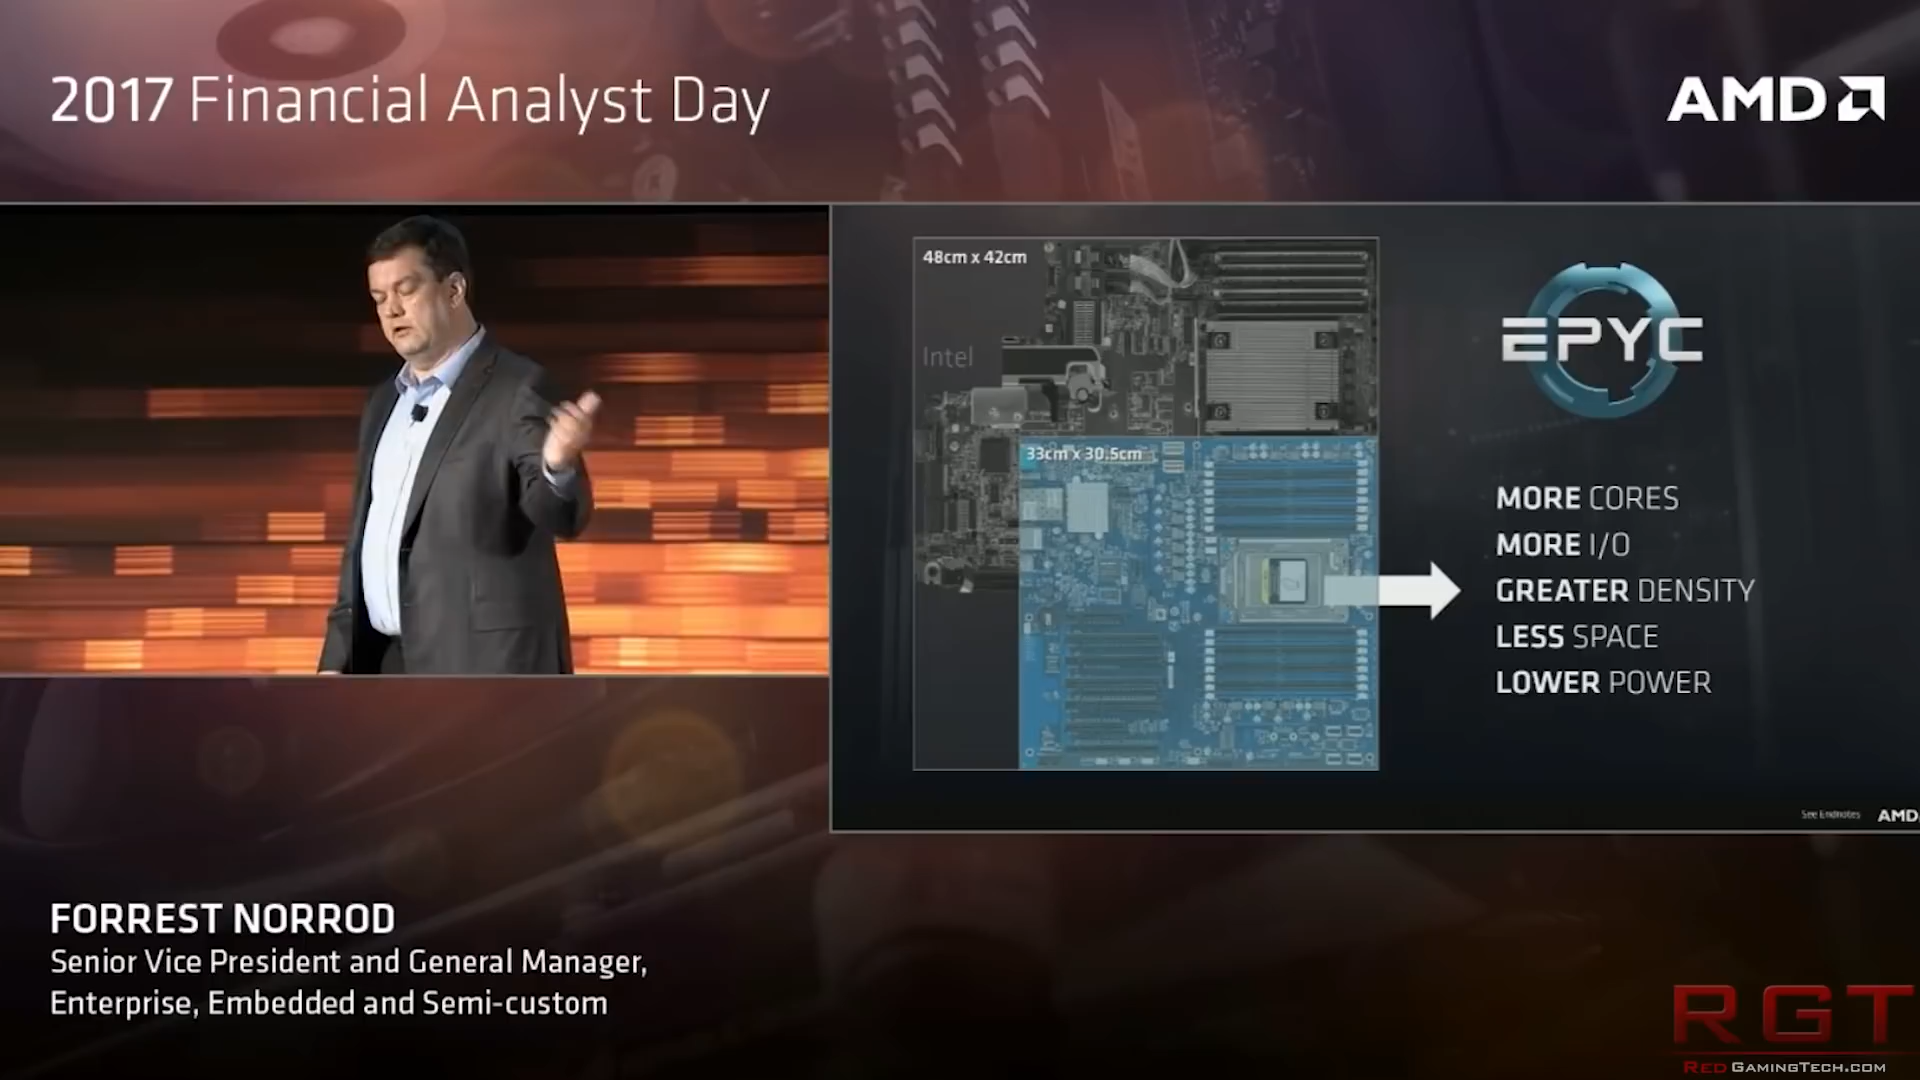 2017 Financial Analyst Day
AMD
48cm x 42cm
Intel
33cm x 30.5cm
EPYC
MORE CORES
MORE I/O
GREATER DENSITY
LESS SPACE
LOWER POWER
See Endnotes
AMD
FORREST NORROD
Senior Vice President and General Manager,
Enterprise, Embedded and Semi-custom
RGT
REDGAMINGTECH.COM